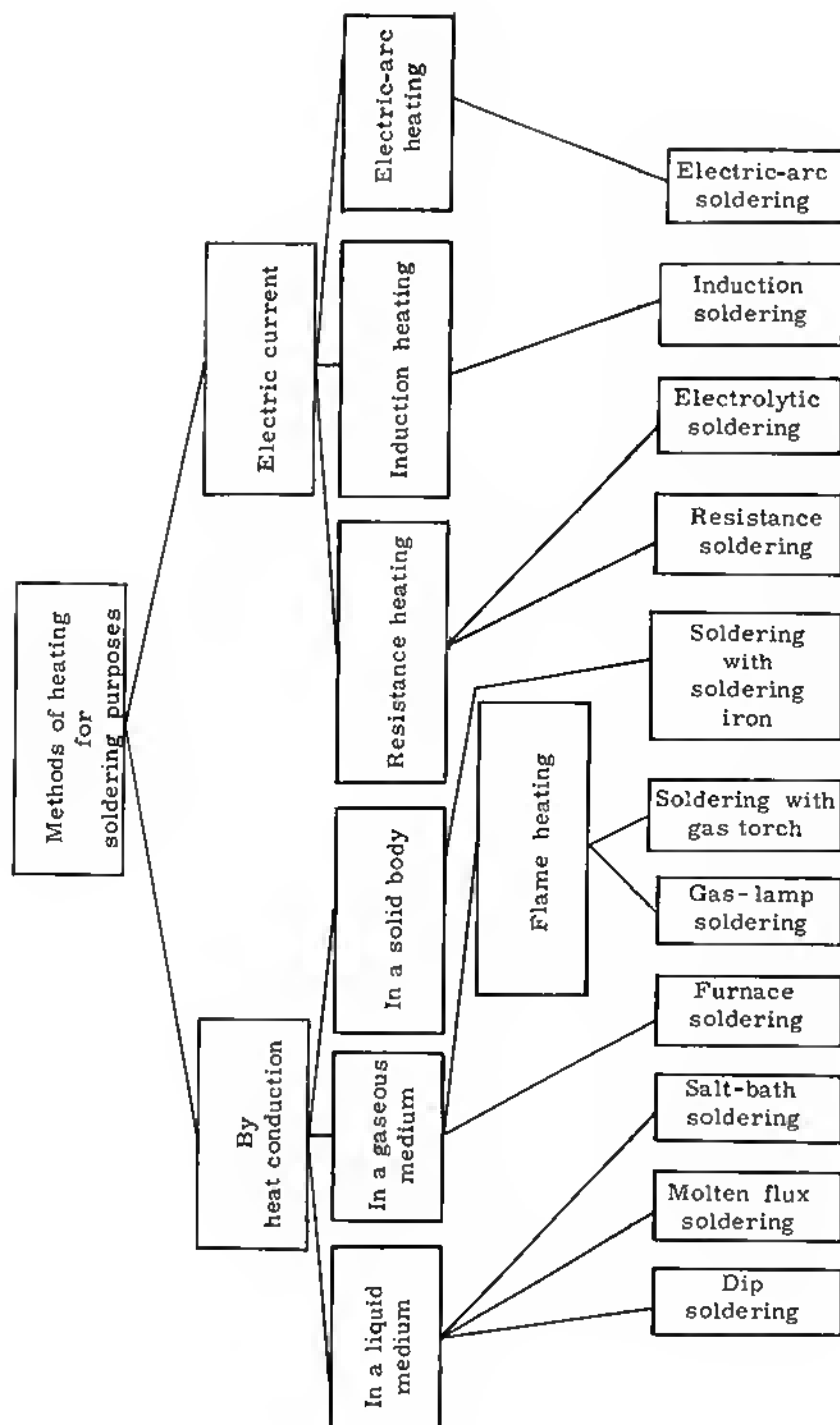 Methods of heating
for
soldering purposes
By
heat conduction
Electric current
In a liquid
medium
In a gaseous
medium
In a solid body
Resistance heating
Induction heating
Electric-arc
heating
Flame heating
Dip
soldering
Molten flux
soldering
Salt-bath
soldering
Furnace
soldering
Gas-lamp
soldering
Soldering with
gas torch
Soldering
with
soldering
iron
Resistance
soldering
Electrolytic
soldering
Induction
soldering
Electric-arc
soldering